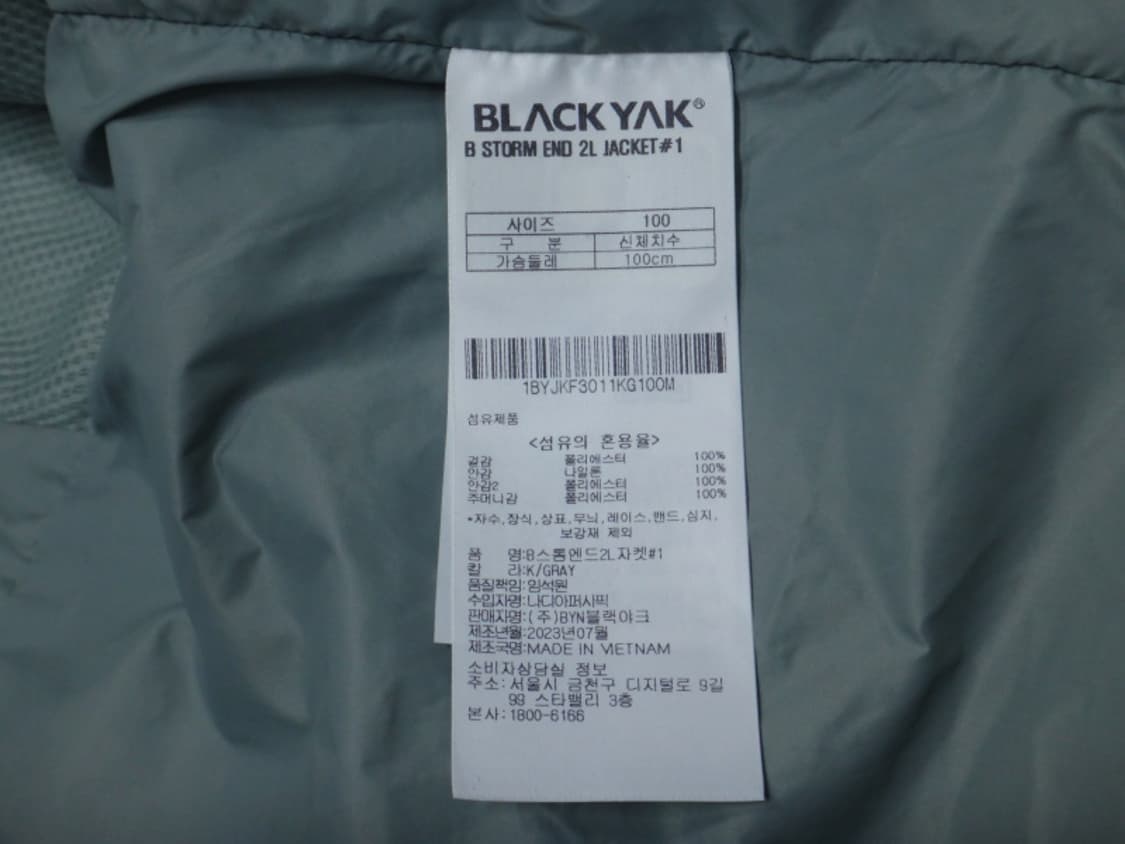 BLACK YAK®
B STORM END 2L JACKET#1
사이즈 100
구 분 신체치수
가슴둘레 100cm
1BYJKF3011KG100M
섬유제품
<섬유의 혼용율>
겉감 폴리에스터 100%
안감 나일론 100%
안감2 폴리에스터 100%
주머니감 폴리에스터 100%
*자수,장식,상표,무늬,레이스,밴드,심지,
보강재 제외
품 명:B스톰엔드2L자켓#1
칼 라:K/GRAY
품질책임:임석원
수입자명:나디아퍼시픽
판매자명:(주)BYN블랙야크
제조년월:2023년07월
제조국명:MADE IN VIETNAM
소비자상담실 정보
주소:서울시 금천구 디지털로 9길
99 스타밸리 3층
본사:1800-6166